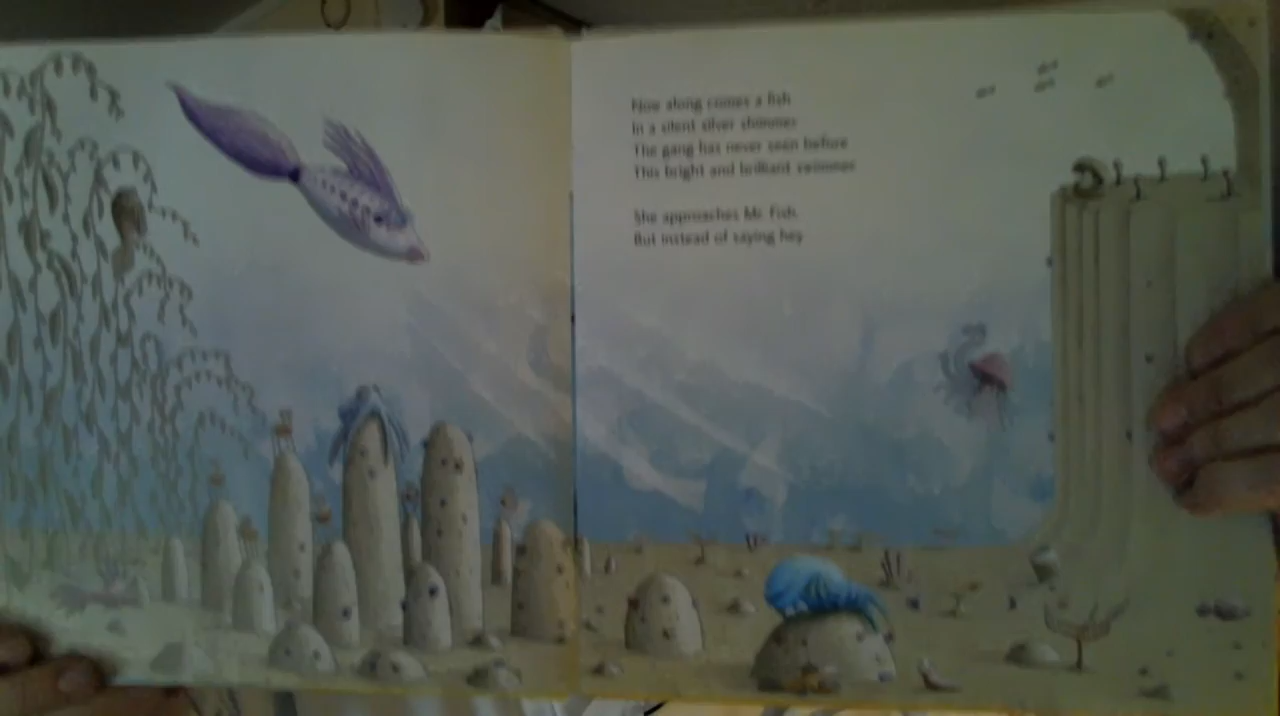 Now along comes a fish
In a silent silver shimmer
The gang has never seen before
This bright and brilliant swimmer

She approaches Mr. Fish.
But instead of saying hey